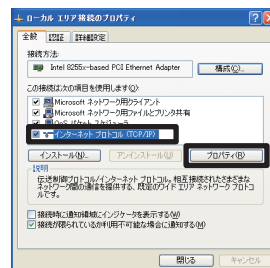 ローカル エリア接続のプロパティ
全般 認証 詳細設定
接続方法:
Intel 8255x-based PCI Ethernet Adapter
構成(C)...
この接続は次の項目を使用します(O):
Microsoft ネットワーク用クライアント
Microsoft ネットワーク用ファイルとプリンタ共有
QoS パケット スケジューラ
インターネット プロトコル (TCP/IP)
インストール(N)... アンインストール(U) プロパティ(R)
説明
伝送制御プロトコル/インターネット プロトコル。相互接続されたさまざまな
ネットワーク間の通信を提供する、既定のワイド エリア ネットワーク プロトコ
ルです。
接続時に通知領域にインジケータを表示する(W)
接続が限られているか利用不可能な場合に通知する(M)
閉じる キャンセル